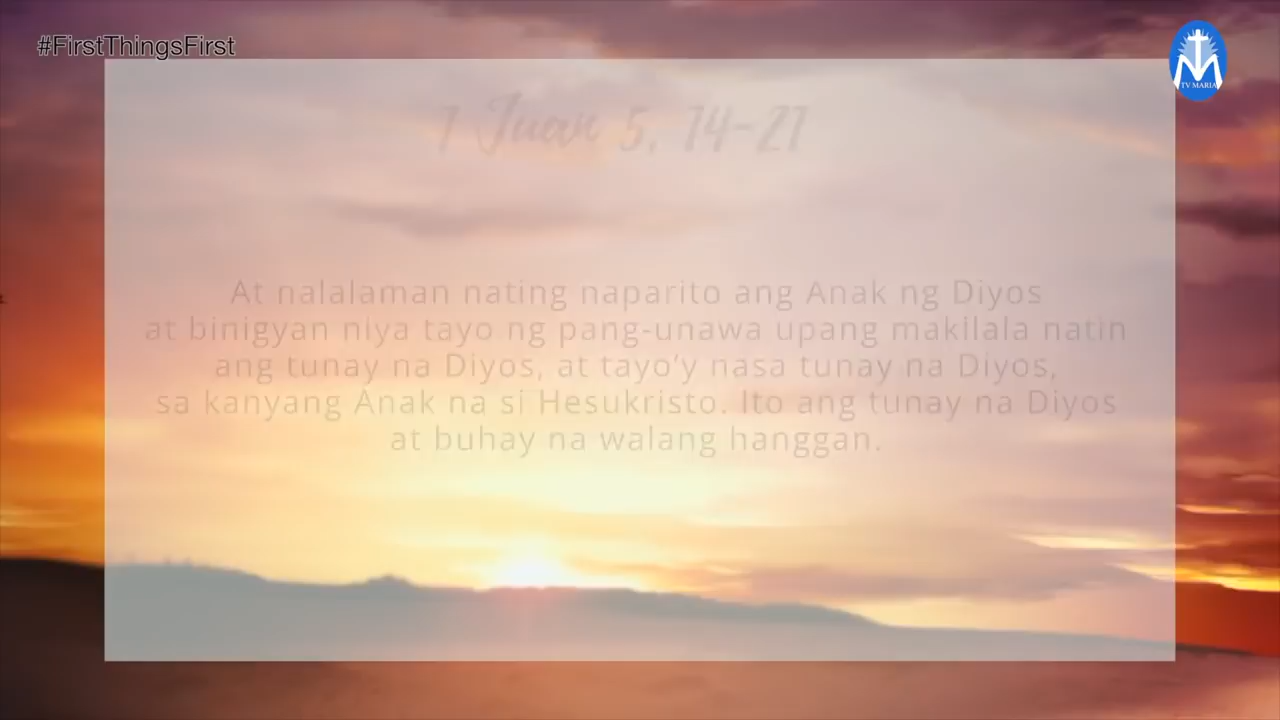 #FirstThingsFirst
TV MARIA
1 Juan 5, 14-21
At nalalaman nating naparito ang Anak ng Diyos
at binigyan niya tayo ng pang-unawa upang makilala natin
ang tunay na Diyos, at tayo’y nasa tunay na Diyos,
sa kanyang Anak na si Hesukristo. Ito ang tunay na Diyos
at buhay na walang hanggan.